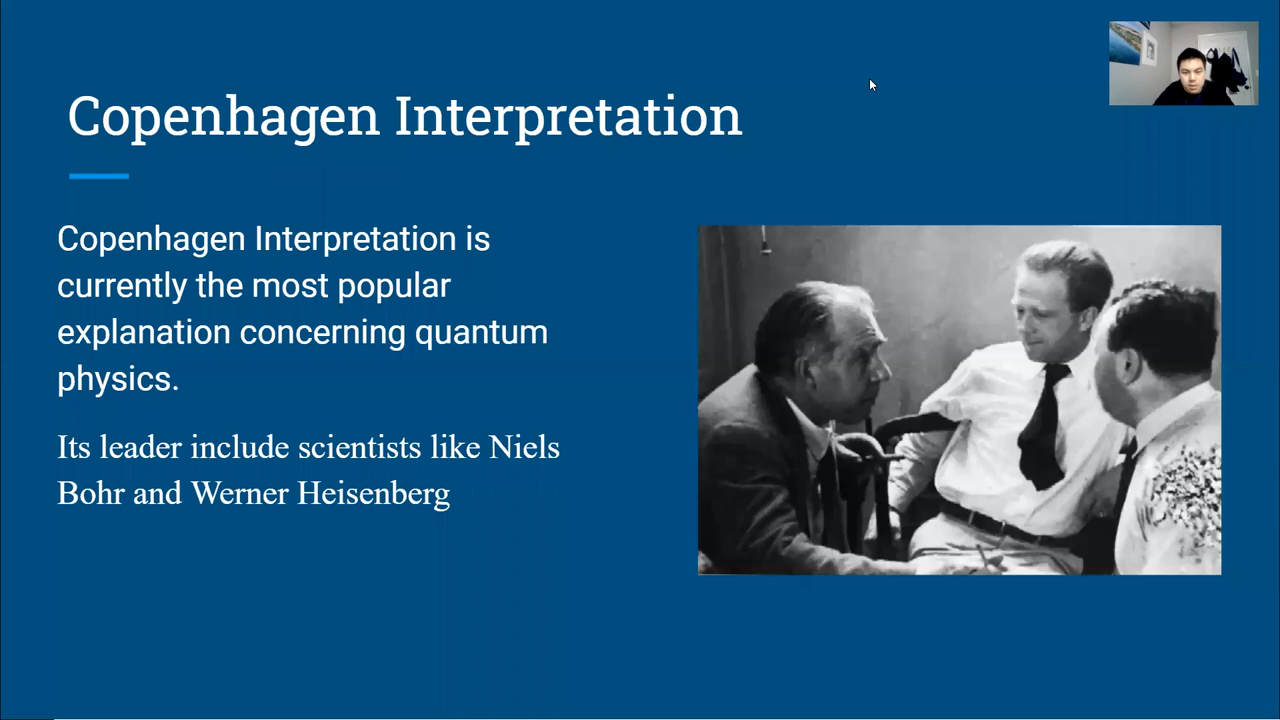 Copenhagen Interpretation
Copenhagen Interpretation is
currently the most popular
explanation concerning quantum
physics.
Its leader include scientists like Niels
Bohr and Werner Heisenberg